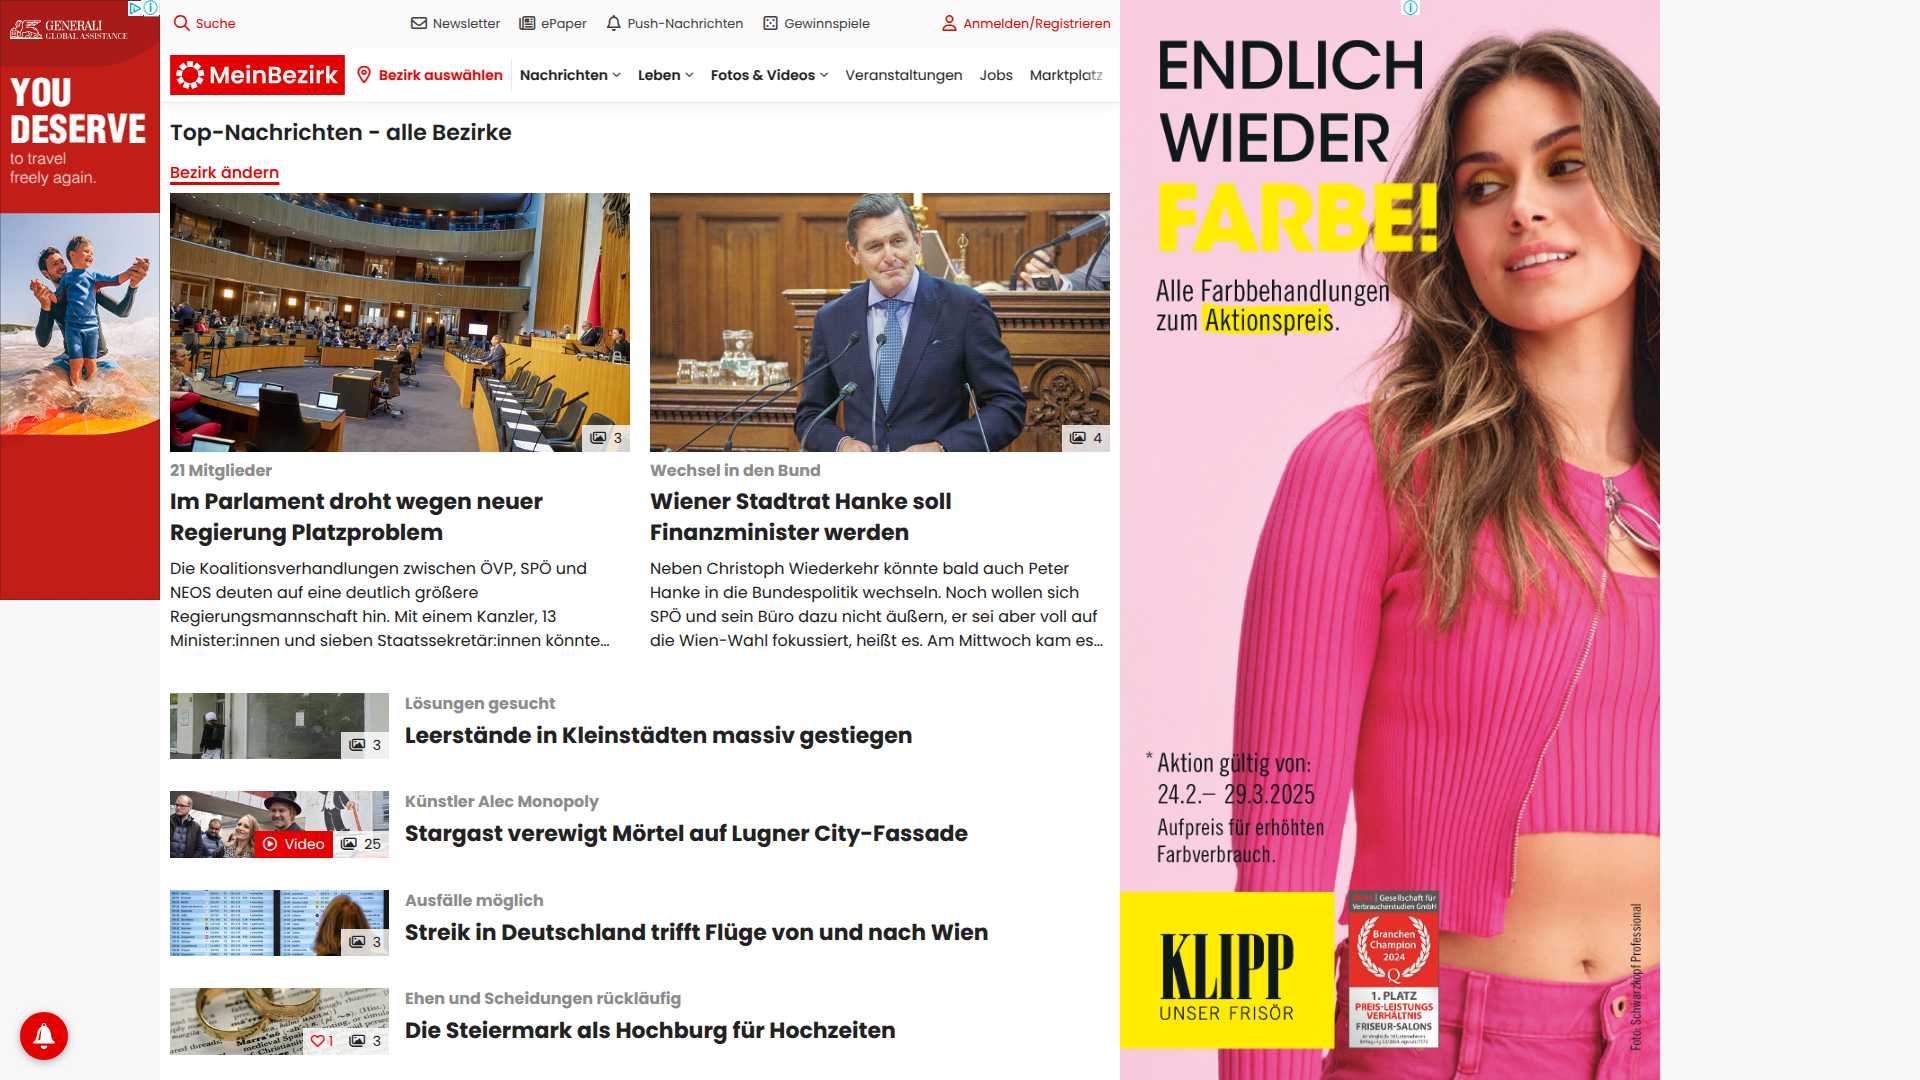 GENERALI
GLOBAL ASSISTANCE
YOU
DESERVE
to travel
freely again.
Suche
Newsletter
ePaper
Push-Nachrichten
Gewinnspiele
Anmelden/Registrieren
MeinBezirk
Bezirk auswählen
Nachrichten
Leben
Fotos & Videos
Veranstaltungen
Jobs
Marktplatz
Top-Nachrichten - alle Bezirke
Bezirk ändern
3
21 Mitglieder
Im Parlament droht wegen neuer
Regierung Platzproblem
Die Koalitionsverhandlungen zwischen ÖVP, SPÖ und
NEOS deuten auf eine deutlich größere
Regierungsmannschaft hin. Mit einem Kanzler, 13
Minister:innen und sieben Staatssekretär:innen könnte...
4
Wechsel in den Bund
Wiener Stadtrat Hanke soll
Finanzminister werden
Neben Christoph Wiederkehr könnte bald auch Peter
Hanke in die Bundespolitik wechseln. Noch wollen sich
SPÖ und sein Büro dazu nicht äußern, er sei aber voll auf
die Wien-Wahl fokussiert, heißt es. Am Mittwoch kam es...
3
Lösungen gesucht
Leerstände in Kleinstädten massiv gestiegen
Video
25
Künstler Alec Monopoly
Stargast verewigt Mörtel auf Lugner City-Fassade
3
Ausfälle möglich
Streik in Deutschland trifft Flüge von und nach Wien
1
3
Ehen und Scheidungen rückläufig
Die Steiermark als Hochburg für Hochzeiten
ENDLICH
WIEDER
FARBE!
Alle Farbbehandlungen
zum Aktionspreis.
* Aktion gültig von:
24.2.– 29.3.2025
Aufpreis für erhöhten
Farbverbrauch.
KLIPP
UNSER FRISÖR
Gesellschaft für
Verbraucherstudien GmbH
Branchen
Champion
2024
1. PLATZ
PREIS-LEISTUNGS
VERHÄLTNIS
FRISEUR-SALONS
Foto: Schwarzkopf Professional